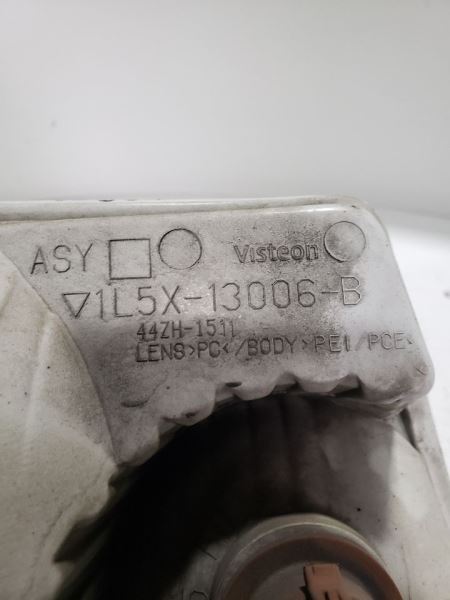 ASY Visteon
1L5X-13006-B
44ZH-1511
LENS>PC</BODY>PEI/PCE<